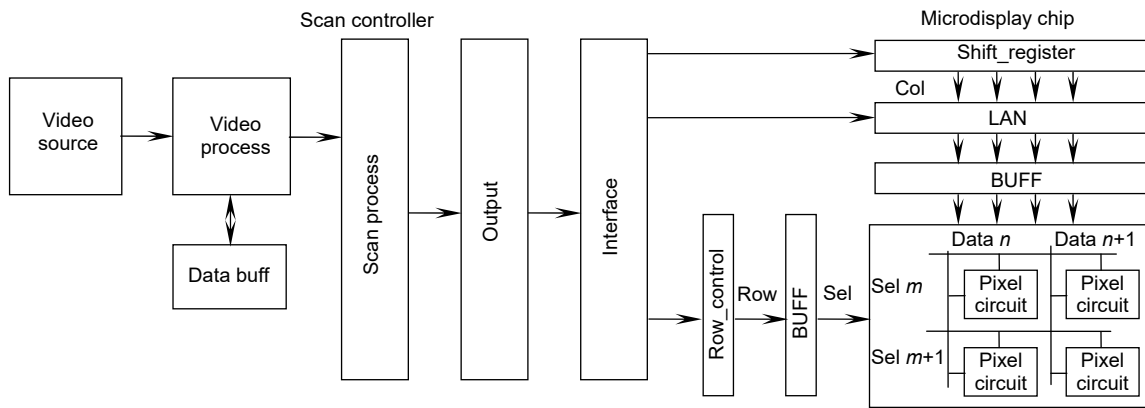 Scan controller
Microdisplay chip
Shift_register
Col
LAN
BUFF
Video
source
Video
process
Data buff
Scan process
Output
Interface
Row_control
Row
BUFF
Sel
Data n
Data n+1
Sel m
Pixel
circuit
Pixel
circuit
Sel m+1
Pixel
circuit
Pixel
circuit